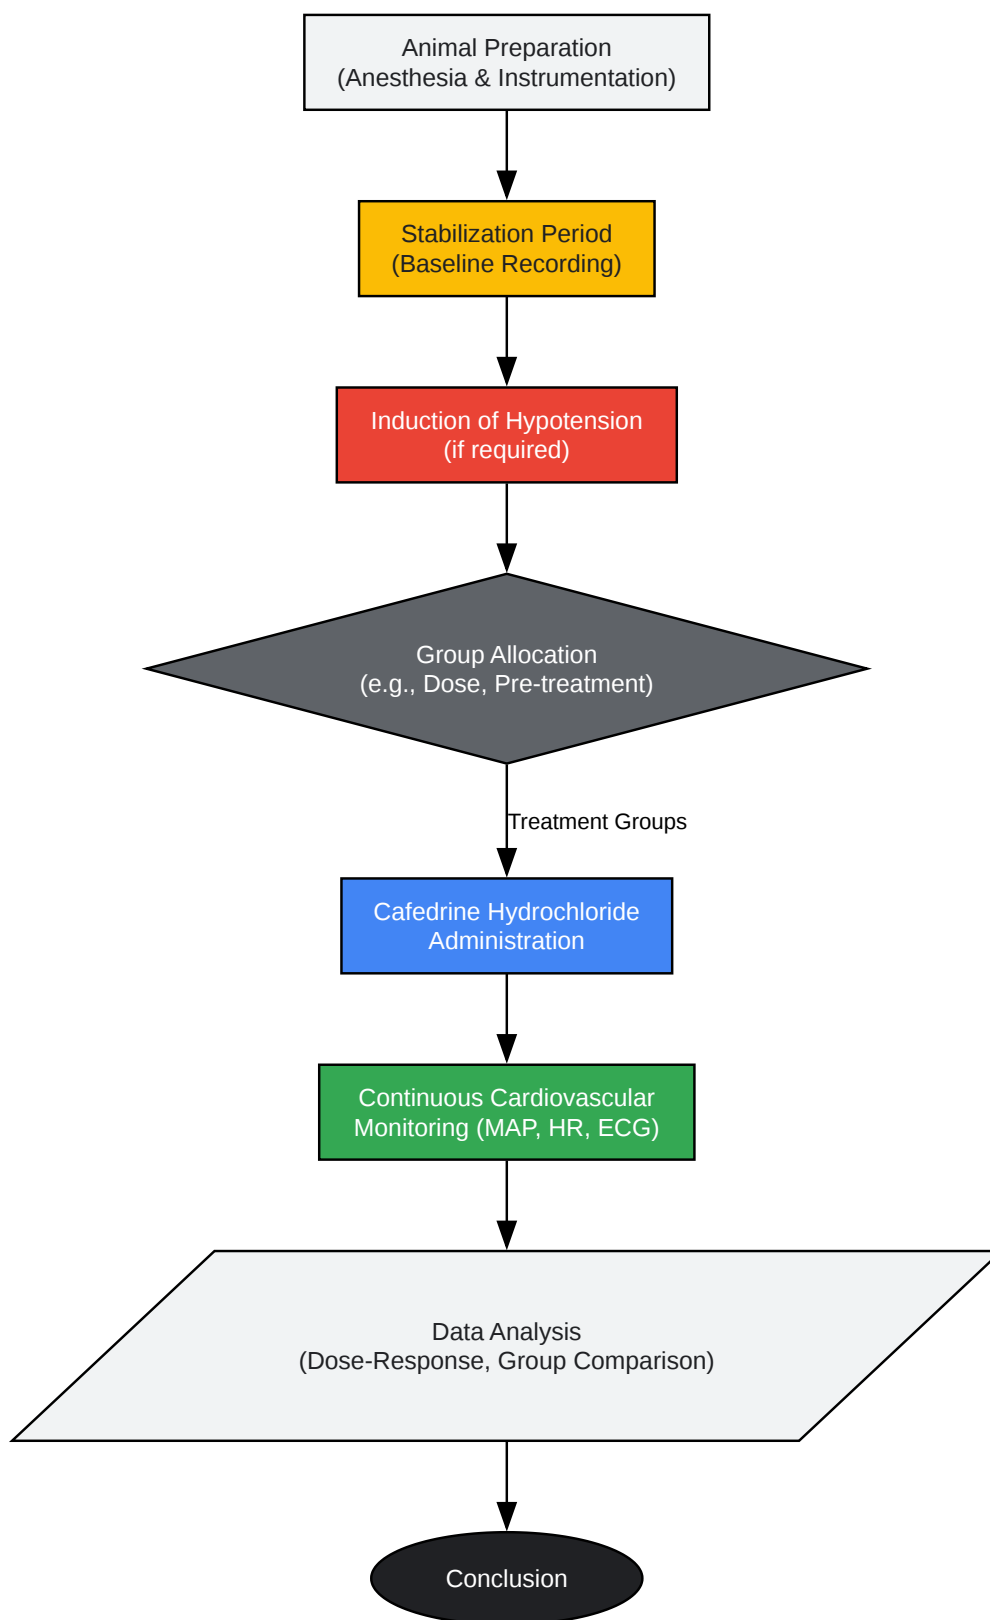 Animal Preparation
(Anesthesia & Instrumentation)
Stabilization Period
(Baseline Recording)
Induction of Hypotension
(if required)
Group Allocation
(e.g., Dose, Pre-treatment)
Treatment Groups
Cafedrine Hydrochloride
Administration
Continuous Cardiovascular
Monitoring (MAP, HR, ECG)
Data Analysis
(Dose-Response, Group Comparison)
Conclusion